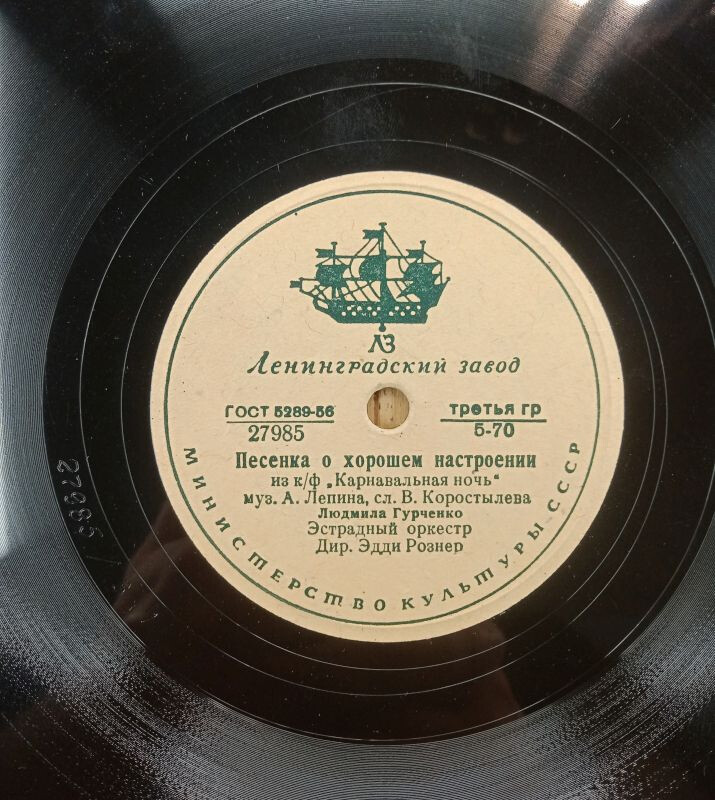 ЛЗ
Ленинградский завод
ГОСТ 5289-56
третья гр
27985
5-70
Песенка о хорошем настроении
из к/ф „Карнавальная ночь“
муз. А. Лепина, сл. В. Коростылева
Людмила Гурченко
Эстрадный оркестр
Дир. Эдди Рознер
МИНИСТЕРСТВО КУЛЬТУРЫ СССР
27985